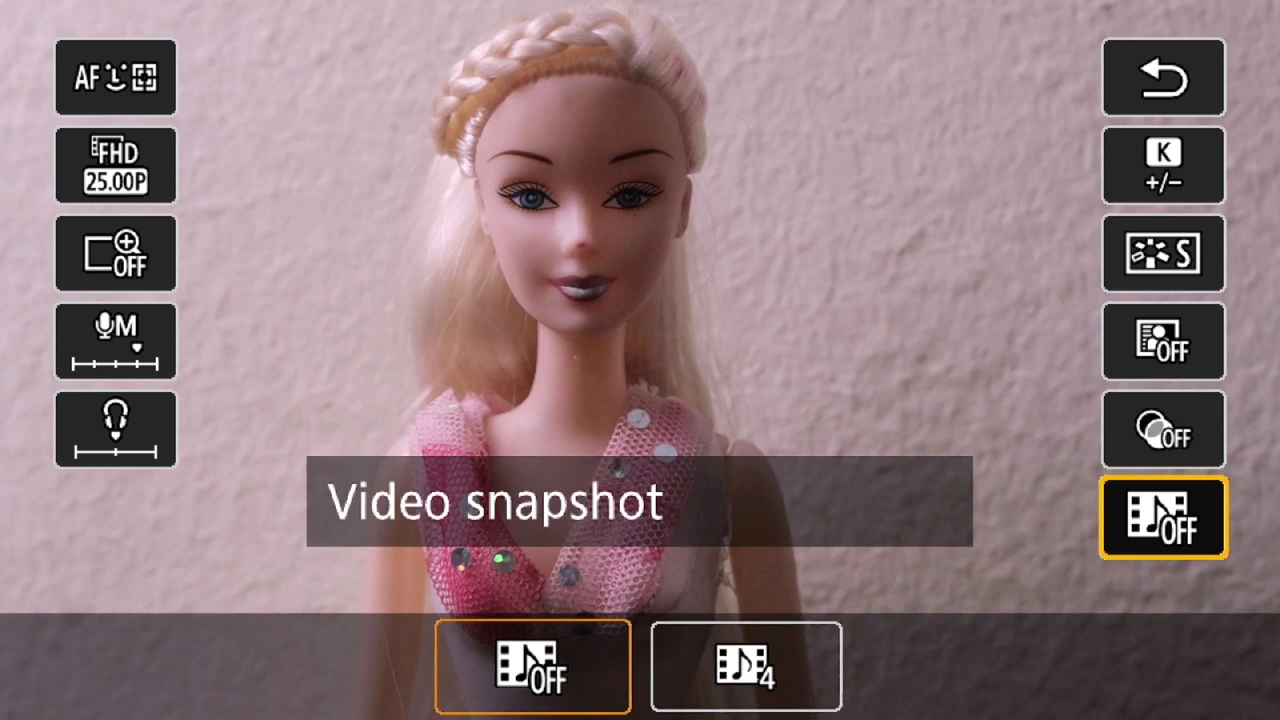 AF
FHD
25.00P
OFF
M
K
+/−
S
OFF
OFF
OFF
Video snapshot
OFF
4